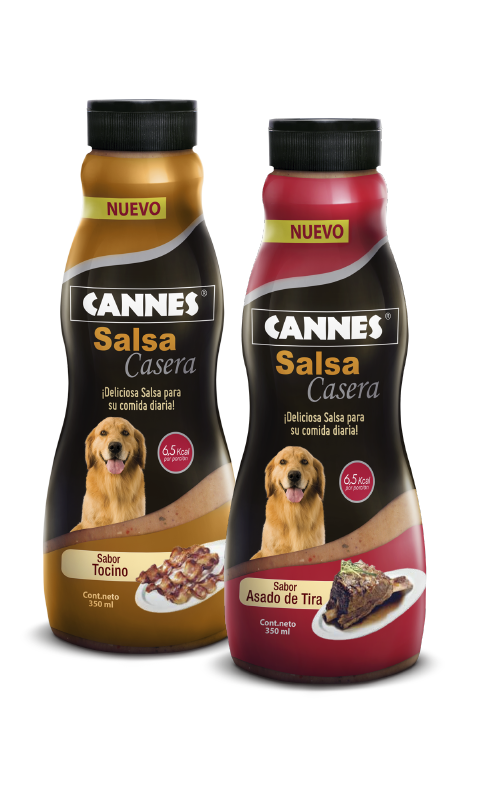 NUEVO
CANNES®
Salsa
Casera
¡Deliciosa Salsa para
su comida diaria!
6,5 Kcal
por porción
Sabor
Tocino
Cont.neto
350 ml
NUEVO
CANNES®
Salsa
Casera
¡Deliciosa Salsa para
su comida diaria!
6,5 Kcal
por porción
Sabor
Asado de Tira
Cont.neto
350 ml